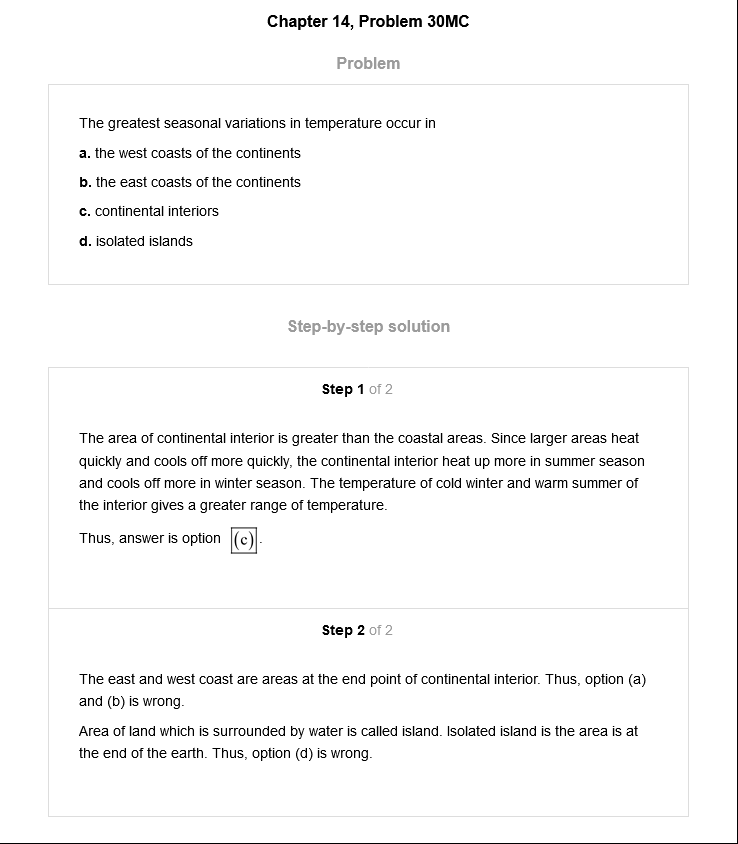 Chapter 14, Problem 30MC
Problem
The greatest seasonal variations in temperature occur in
a. the west coasts of the continents
b. the east coasts of the continents
c. continental interiors
d. isolated islands
Step-by-step solution
Step 1 of 2
The area of continental interior is greater than the coastal areas. Since larger areas heat
quickly and cools off more quickly, the continental interior heat up more in summer season
and cools off more in winter season. The temperature of cold winter and warm summer of
the interior gives a greater range of temperature.
Thus, answer is option (c).
Step 2 of 2
The east and west coast are areas at the end point of continental interior. Thus, option (a)
and (b) is wrong.
Area of land which is surrounded by water is called island. Isolated island is the area is at
the end of the earth. Thus, option (d) is wrong.